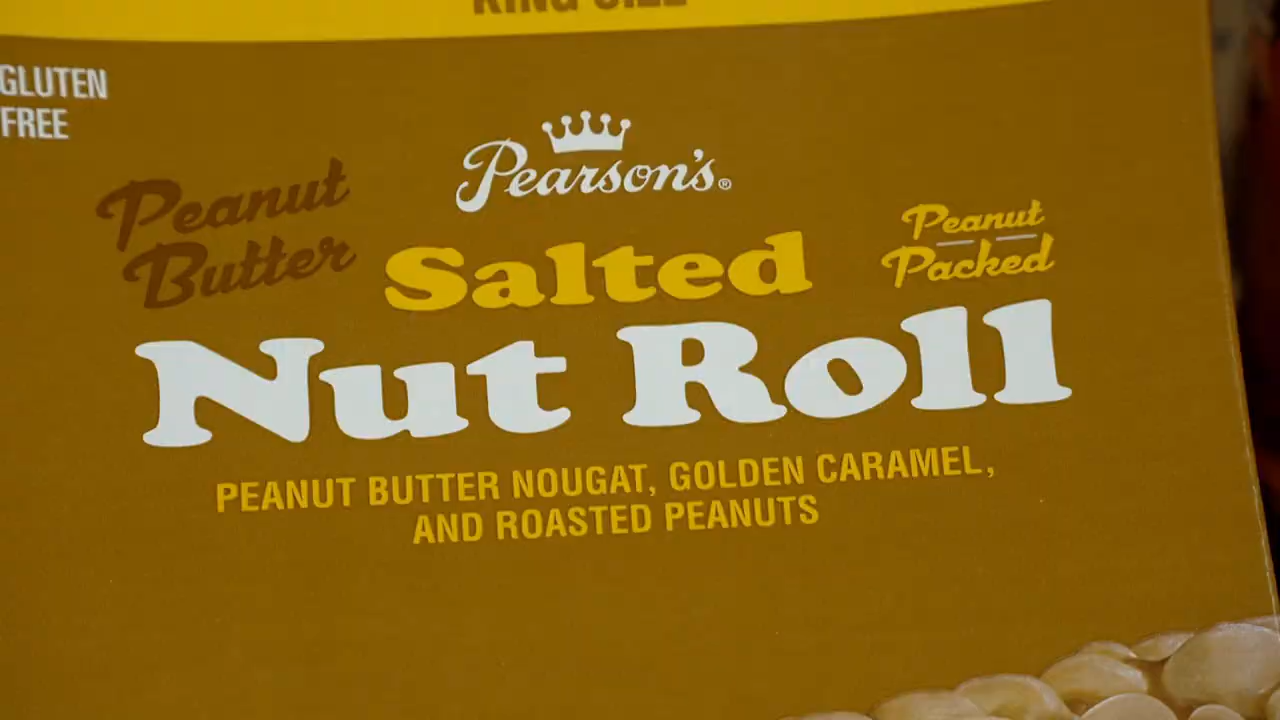 KING SIZE
GLUTEN
FREE
Pearson's®
Peanut
Butter
Salted
Peanut
Packed
Nut Roll
PEANUT BUTTER NOUGAT, GOLDEN CARAMEL,
AND ROASTED PEANUTS